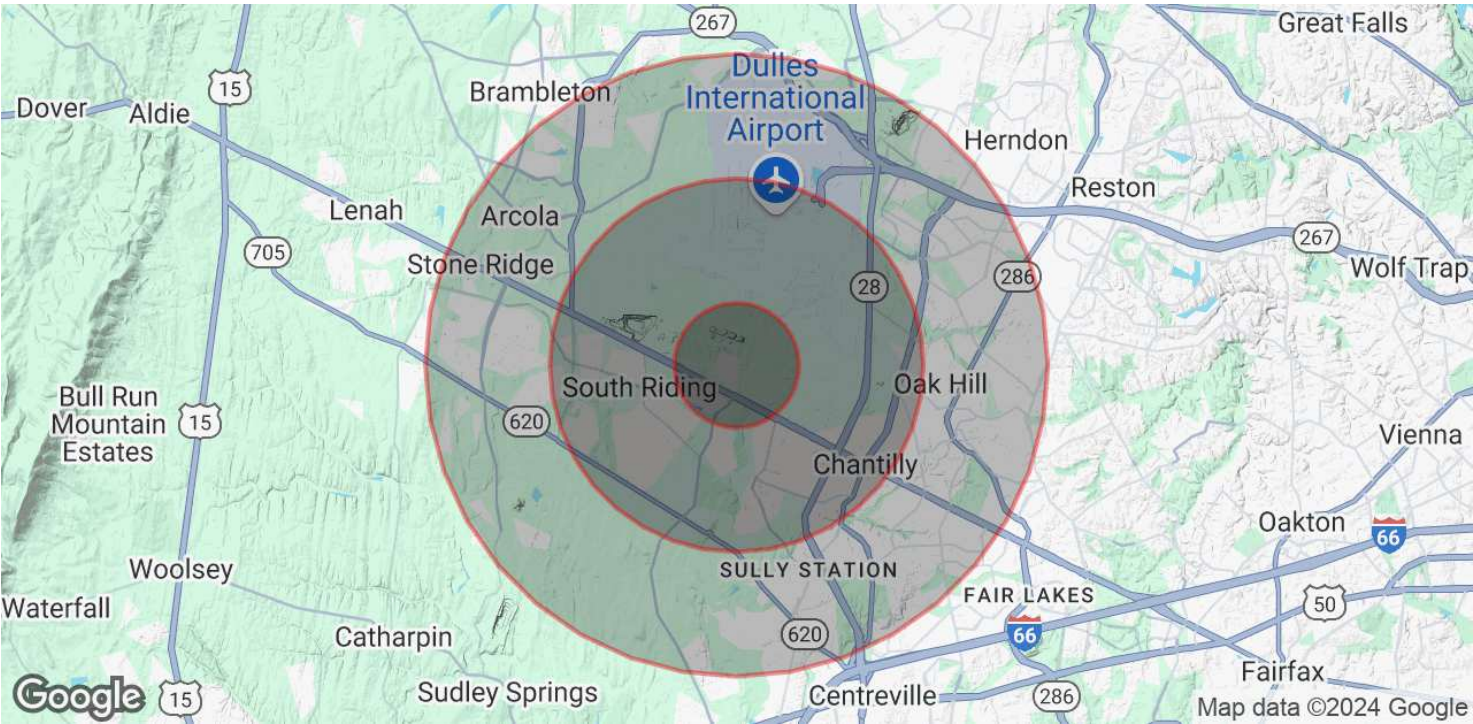 267
Great Falls
15
Brambleton
Dulles
International
Airport
Dover
Aldie
Herndon
Reston
Lenah
Arcola
705
Stone Ridge
267
Wolf Trap
28
286
South Riding
Oak Hill
Bull Run
Mountain
Estates
15
620
Vienna
Chantilly
Oakton
66
Woolsey
SULLY STATION
Waterfall
FAIR LAKES
50
Catharpin
620
66
Fairfax
Google
15
Sudley Springs
Centreville
286
Map data ©2024 Google